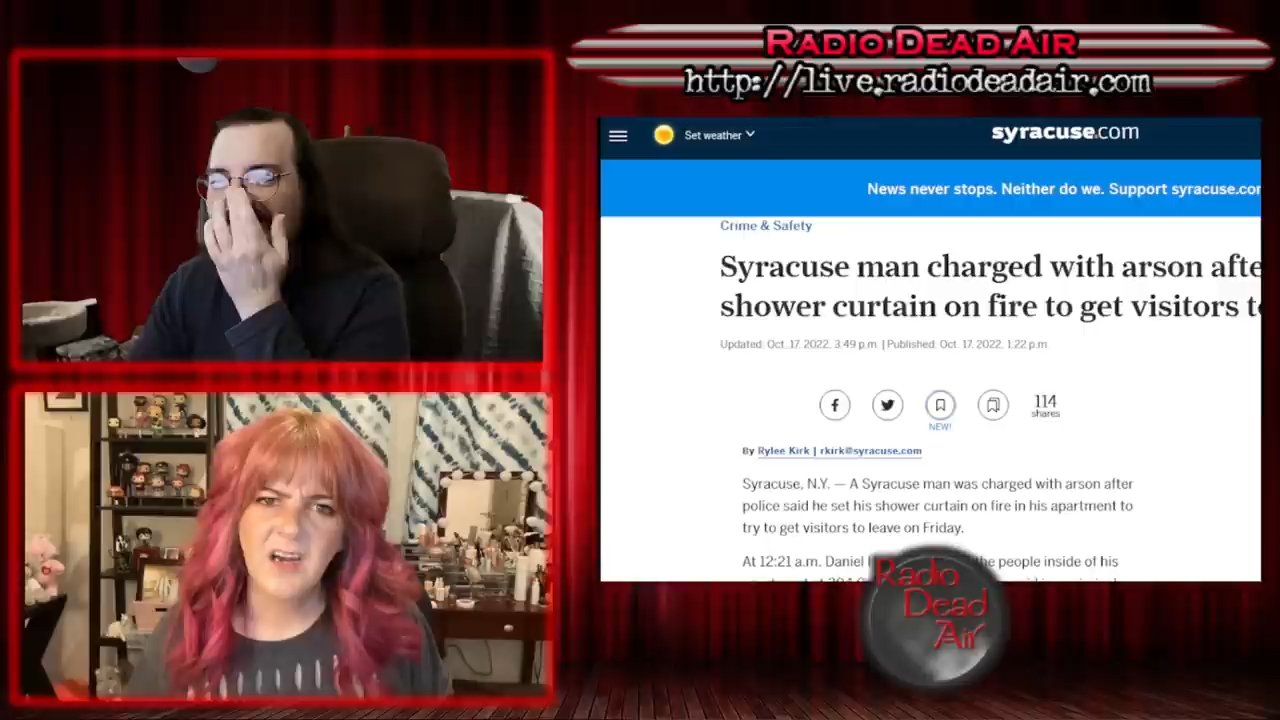 Radio Dead Air
http://live.radiodeadair.com
Set weather
syracuse.com
News never stops. Neither do we. Support syracuse.co
Crime & Safety
Syracuse man charged with arson afte
shower curtain on fire to get visitors t
Updated: Oct. 17, 2022, 3:49 p.m. | Published: Oct. 17, 2022, 1:22 p.m.
114
shares
NEW!
By Rylee Kirk | rkirk@syracuse.com
Syracuse, N.Y. — A Syracuse man was charged with arson after
police said he set his shower curtain on fire in his apartment to
try to get visitors to leave on Friday.
At 12:21 a.m. Daniel the people inside of his
Radio
Dead
Air